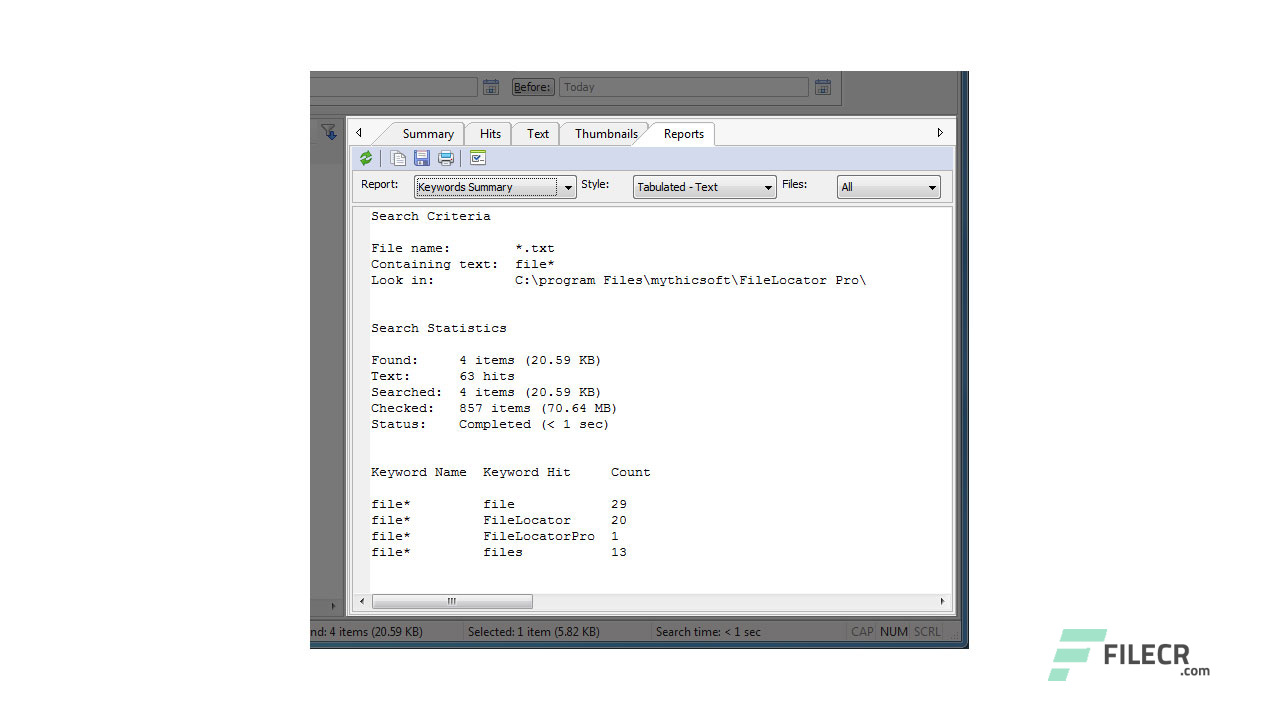 Before: Today
Summary Hits Text Thumbnails Reports
Report: Keywords Summary Style: Tabulated - Text Files: All
Search Criteria
File name: *.txt
Containing text: file*
Look in: C:\program Files\mythicsoft\FileLocator Pro\
Search Statistics
Found: 4 items (20.59 KB)
Text: 63 hits
Searched: 4 items (20.59 KB)
Checked: 857 items (70.64 MB)
Status: Completed (< 1 sec)
Keyword Name Keyword Hit Count
file* file 29
file* FileLocator 20
file* FileLocatorPro 1
file* files 13
nd: 4 items (20.59 KB) Selected: 1 item (5.82 KB) Search time: < 1 sec CAP NUM SCRL
FILECR
.com